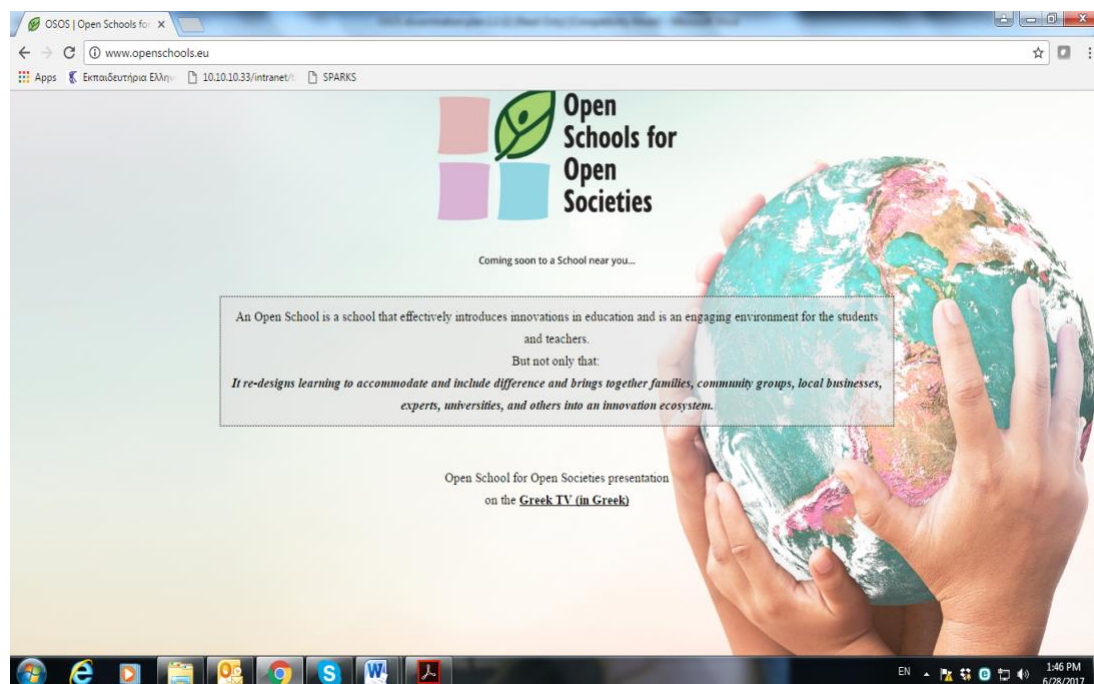 OSOS | Open Schools for
www.openschools.eu
Apps Εκπαιδευτήρια Ελλην 10.10.10.33/intranet/ SPARKS
Open
Schools for
Open
Societies
Coming soon to a School near you...
An Open School is a school that effectively introduces innovations in education and is an engaging environment for the students
and teachers.
But not only that:
It re-designs learning to accommodate and include difference and brings together families, community groups, local businesses,
experts, universities, and others into an innovation ecosystem.
Open School for Open Societies presentation
on the Greek TV (in Greek)
EN
1:46 PM
6/28/2017